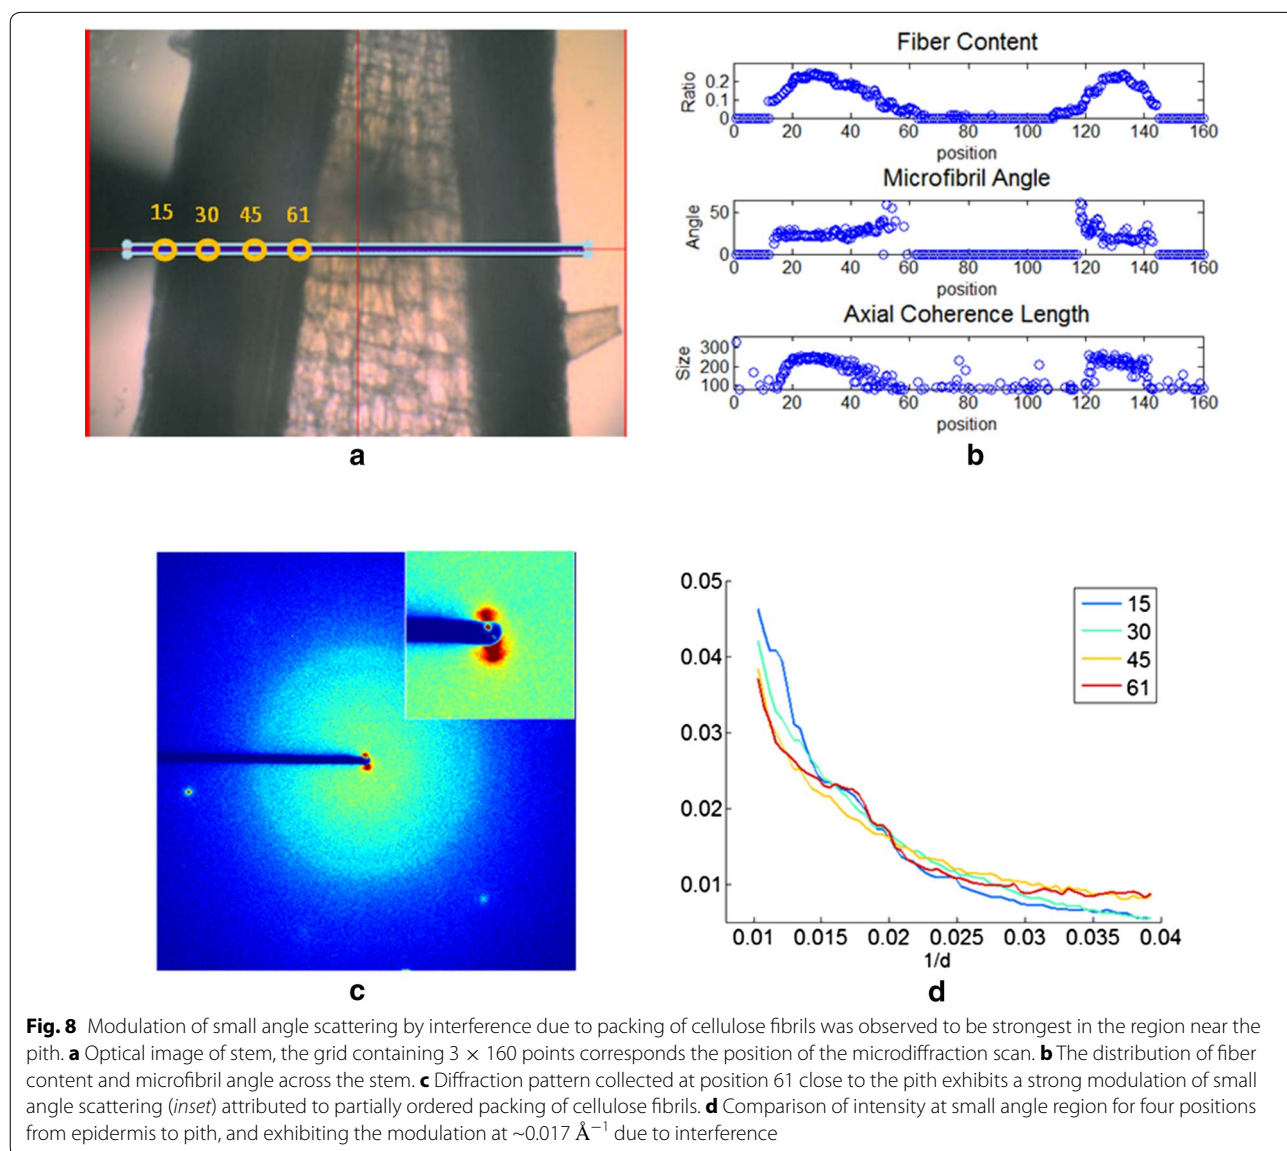 15 30 45 61
a
Fiber Content
Ratio
0.2
0.1
0
0 20 40 60 80 100 120 140 160
position
Microfibril Angle
Angle
50
0
0 20 40 60 80 100 120 140 160
position
Axial Coherence Length
Size
300
200
100
0 20 40 60 80 100 120 140 160
position
b
c
0.05
0.04
0.03
0.02
0.01
15
30
45
61
0.01 0.015 0.02 0.025 0.03 0.035 0.04
1/d
d
Fig. 8 Modulation of small angle scattering by interference due to packing of cellulose fibrils was observed to be strongest in the region near the
pith. a Optical image of stem, the grid containing 3 × 160 points corresponds the position of the microdiffraction scan. b The distribution of fiber
content and microfibril angle across the stem. c Diffraction pattern collected at position 61 close to the pith exhibits a strong modulation of small
angle scattering (inset) attributed to partially ordered packing of cellulose fibrils. d Comparison of intensity at small angle region for four positions
from epidermis to pith, and exhibiting the modulation at ~0.017 Å⁻¹ due to interference